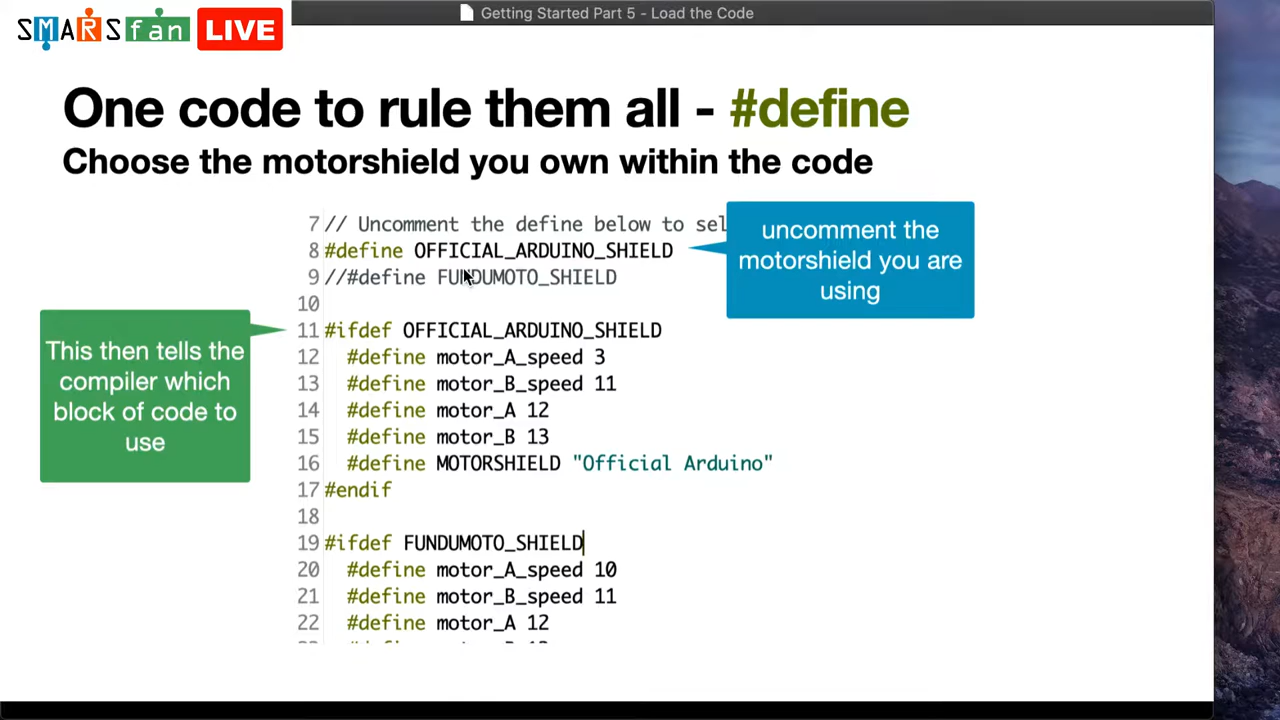 SMARSfan LIVE
Getting Started Part 5 - Load the Code
One code to rule them all - #define
Choose the motorshield you own within the code
7 // Uncomment the define below to sel
8 #define OFFICIAL_ARDUINO_SHIELD
9 //#define FUNDUMOTO_SHIELD
10
11 #ifdef OFFICIAL_ARDUINO_SHIELD
12 #define motor_A_speed 3
13 #define motor_B_speed 11
14 #define motor_A 12
15 #define motor_B 13
16 #define MOTORSHIELD "Official Arduino"
17 #endif
18
19 #ifdef FUNDUMOTO_SHIELD
20 #define motor_A_speed 10
21 #define motor_B_speed 11
22 #define motor_A 12
uncomment the
motorshield you are
using
This then tells the
compiler which
block of code to
use